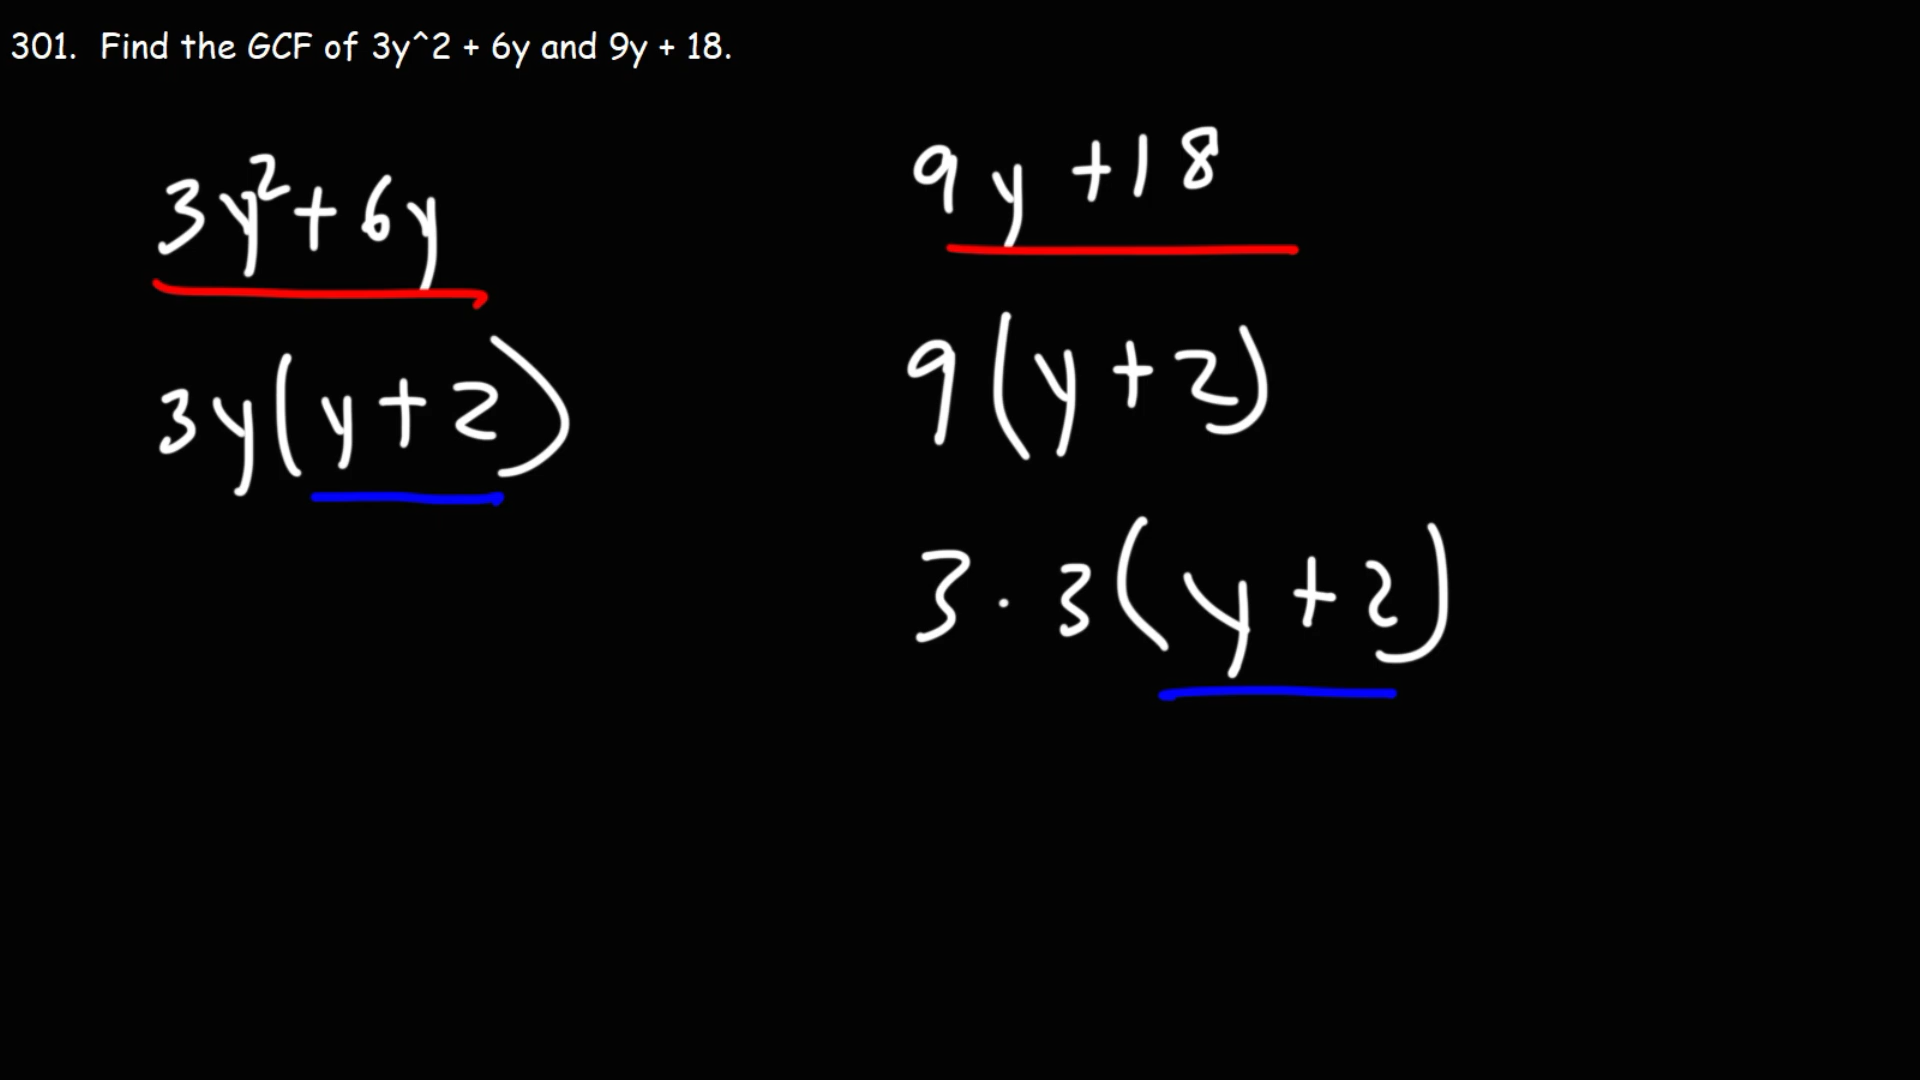 301. Find the GCF of 3y^2 + 6y and 9y + 18.
3y²+6y
3y(y+2)
9y+18
9(y+2)
3·3(y+2)